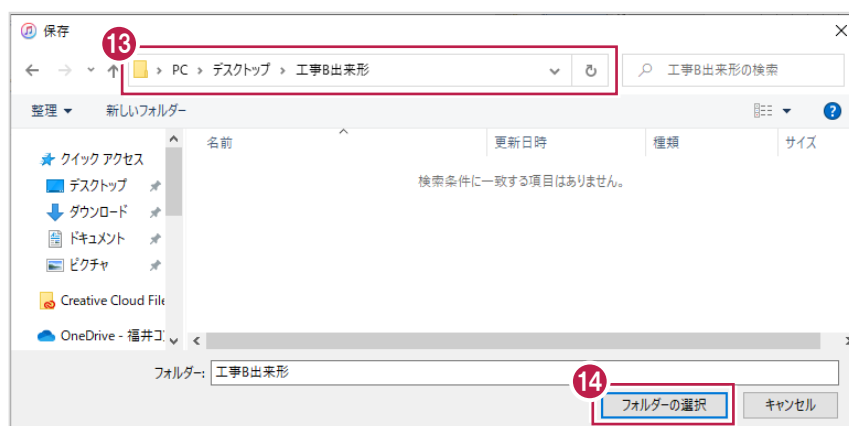 保存
13
PC › デスクトップ › 工事B出来形
工事B出来形の検索
整理 新しいフォルダー
名前 更新日時 種類 サイズ
検索条件に一致する項目はありません。
クイック アクセス
デスクトップ
ダウンロード
ドキュメント
ピクチャ
Creative Cloud File
OneDrive - 福井コ
フォルダー: 工事B出来形
14
フォルダーの選択 キャンセル